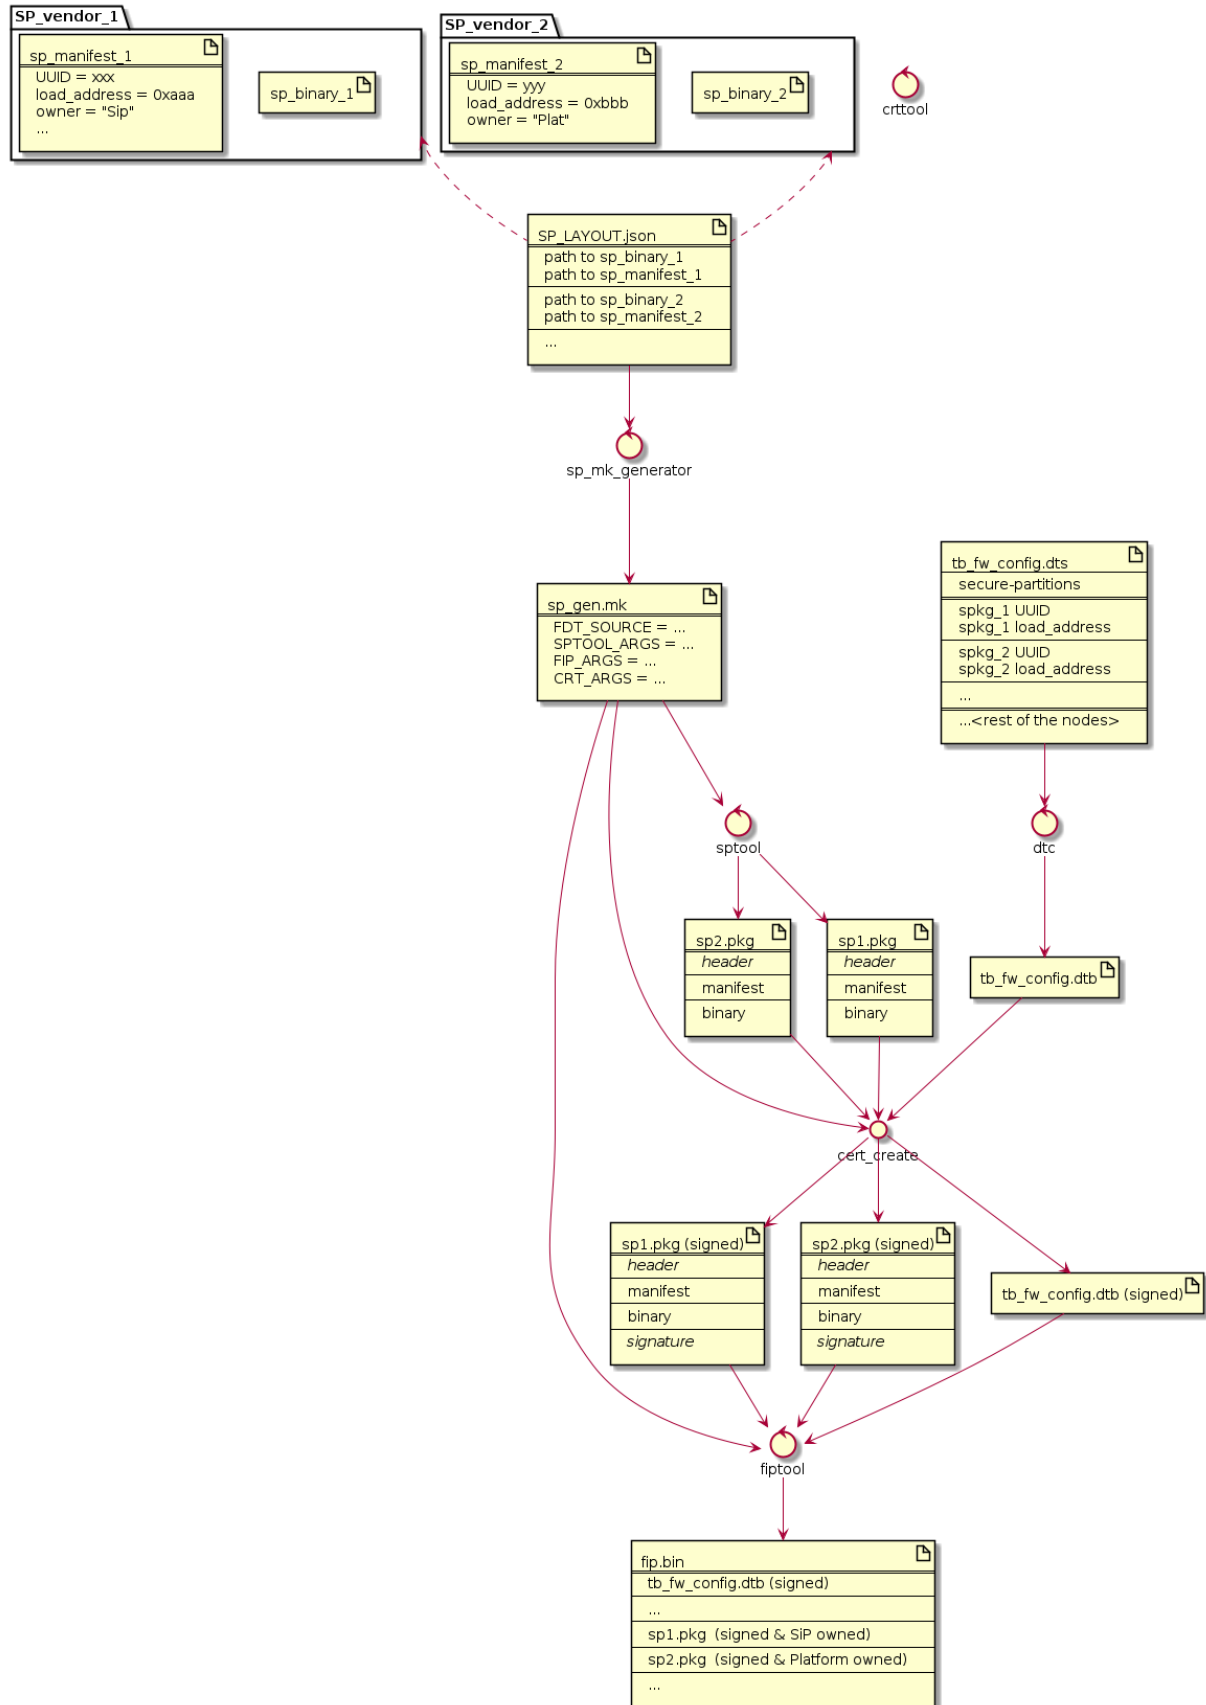 SP_vendor_1
sp_manifest_1
UUID = xxx
load_address = 0xaaa
owner = "Sip"
...
sp_binary_1
SP_vendor_2
sp_manifest_2
UUID = yyy
load_address = 0xbbb
owner = "Plat"
sp_binary_2
crttool
SP_LAYOUT.json
path to sp_binary_1
path to sp_manifest_1
path to sp_binary_2
path to sp_manifest_2
...
sp_mk_generator
sp_gen.mk
FDT_SOURCE = ...
SPTOOL_ARGS = ...
FIP_ARGS = ...
CRT_ARGS = ...
tb_fw_config.dts
secure-partitions
spkg_1 UUID
spkg_1 load_address
spkg_2 UUID
spkg_2 load_address
...
...<rest of the nodes>
sptool
dtc
sp2.pkg
header
manifest
binary
sp1.pkg
header
manifest
binary
tb_fw_config.dtb
cert_create
sp1.pkg (signed)
header
manifest
binary
signature
sp2.pkg (signed)
header
manifest
binary
signature
tb_fw_config.dtb (signed)
fiptool
fip.bin
tb_fw_config.dtb (signed)
...
sp1.pkg  (signed & SiP owned)
sp2.pkg  (signed & Platform owned)
...